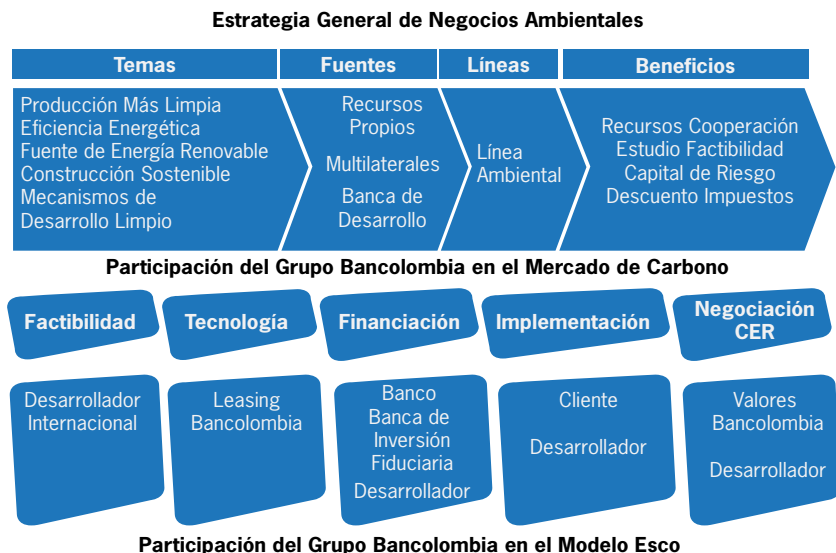 Estrategia General de Negocios Ambientales
Temas
Fuentes
Líneas
Beneficios
Producción Más Limpia
Eficiencia Energética
Fuente de Energía Renovable
Construcción Sostenible
Mecanismos de
Desarrollo Limpio
Recursos
Propios
Multilaterales
Banca de
Desarrollo
Línea
Ambiental
Recursos Cooperación
Estudio Factibilidad
Capital de Riesgo
Descuento Impuestos
Participación del Grupo Bancolombia en el Mercado de Carbono
Factibilidad
Tecnología
Financiación
Implementación
Negociación
CER
Desarrollador
Internacional
Leasing
Bancolombia
Banco
Banca de
Inversión
Fiduciaria
Desarrollador
Cliente
Desarrollador
Valores
Bancolombia
Desarrollador
Participación del Grupo Bancolombia en el Modelo Esco